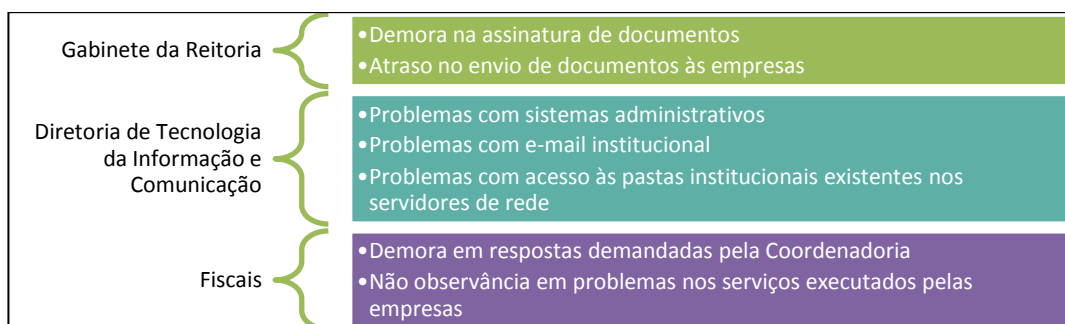 Gabinete da Reitoria
•Demora na assinatura de documentos
•Atraso no envio de documentos às empresas
Diretoria de Tecnologia
da Informação e
Comunicação
•Problemas com sistemas administrativos
•Problemas com e-mail institucional
•Problemas com acesso às pastas institucionais existentes nos
servidores de rede
Fiscais
•Demora em respostas demandadas pela Coordenadoria
•Não observância em problemas nos serviços executados pelas
empresas